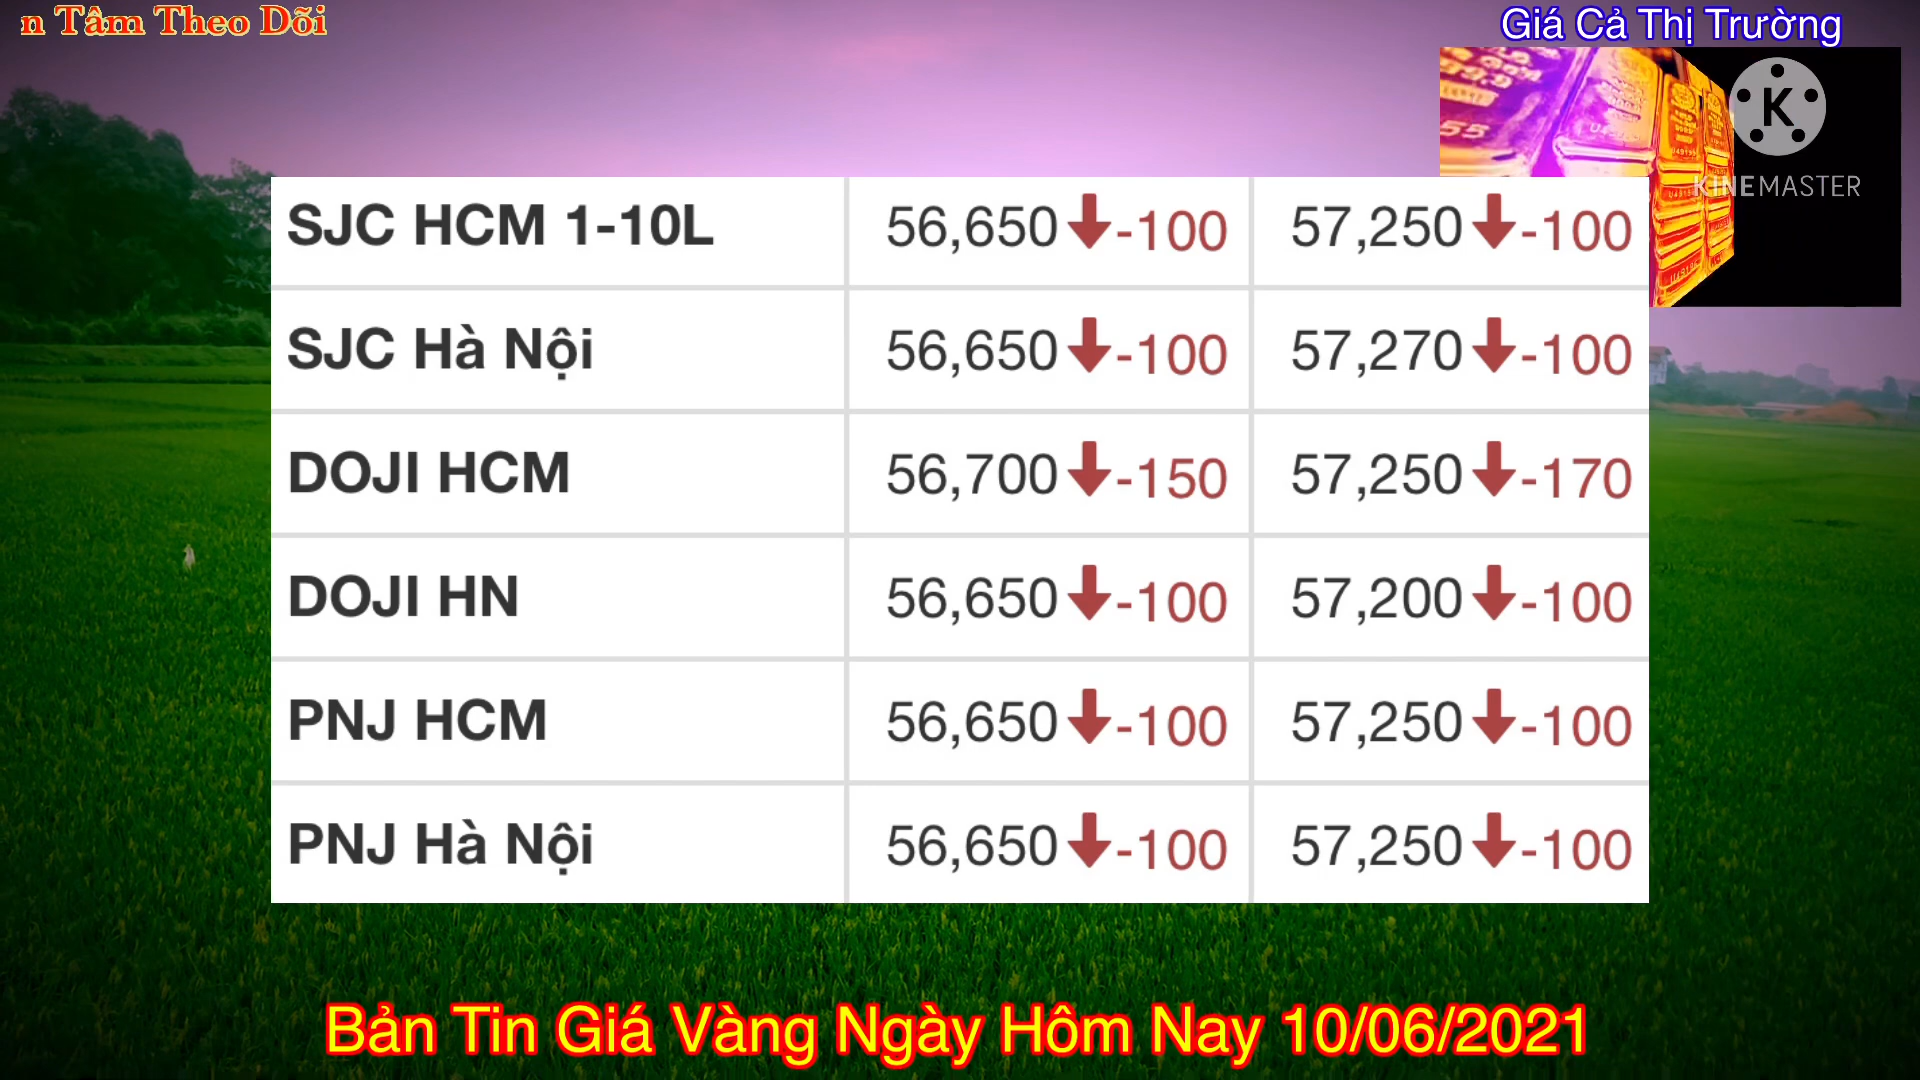 n Tâm Theo Dõi
Giá Cả Thị Trường
KINEMASTER
SJC HCM 1-10L 56,650 -100 57,250 -100
SJC Hà Nội 56,650 -100 57,270 -100
DOJI HCM 56,700 -150 57,250 -170
DOJI HN 56,650 -100 57,200 -100
PNJ HCM 56,650 -100 57,250 -100
PNJ Hà Nội 56,650 -100 57,250 -100
Bản Tin Giá Vàng Ngày Hôm Nay 10/06/2021